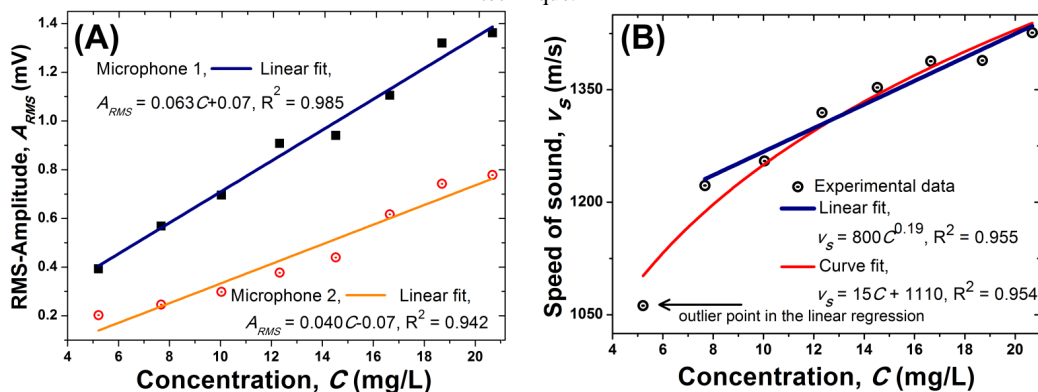 (A)
Microphone 1, Linear fit,
A_RMS = 0.063C+0.07, R² = 0.985
Microphone 2, Linear fit,
A_RMS = 0.040C-0.07, R² = 0.942
RMS-Amplitude, A_RMS (mV)
1.4
1.2
1.0
0.8
0.6
0.4
0.2
4 6 8 10 12 14 16 18 20 22
Concentration, C (mg/L)
(B)
Experimental data
Linear fit,
v_s = 800C^0.19, R² = 0.955
Curve fit,
v_s = 15C + 1110, R² = 0.954
outlier point in the linear regression
Speed of sound, v_s (m/s)
1350
1200
1050
4 6 8 10 12 14 16 18 20
Concentration, C (mg/L)